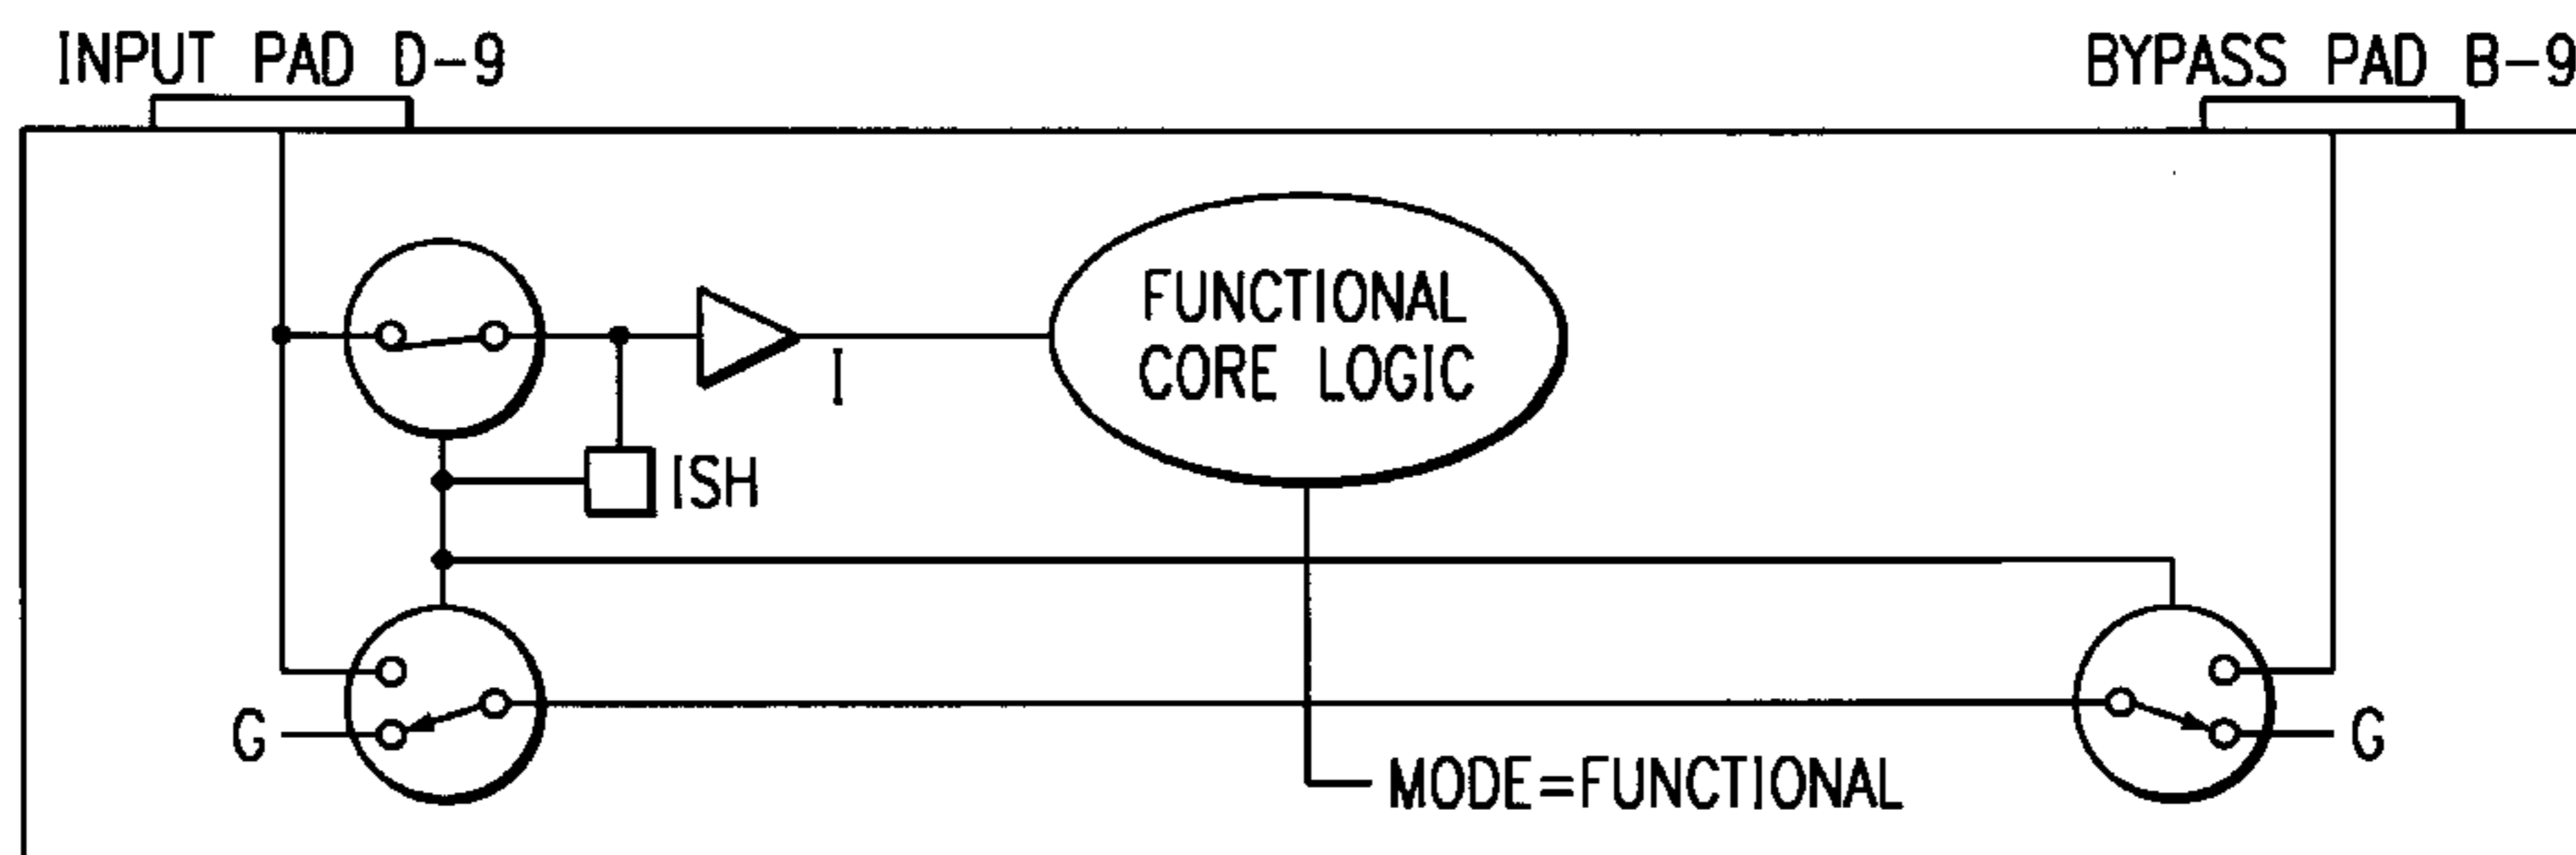 INPUT PAD D-9
BYPASS PAD B-9
FUNCTIONAL
CORE LOGIC
I
ISH
G
G
MODE=FUNCTIONAL